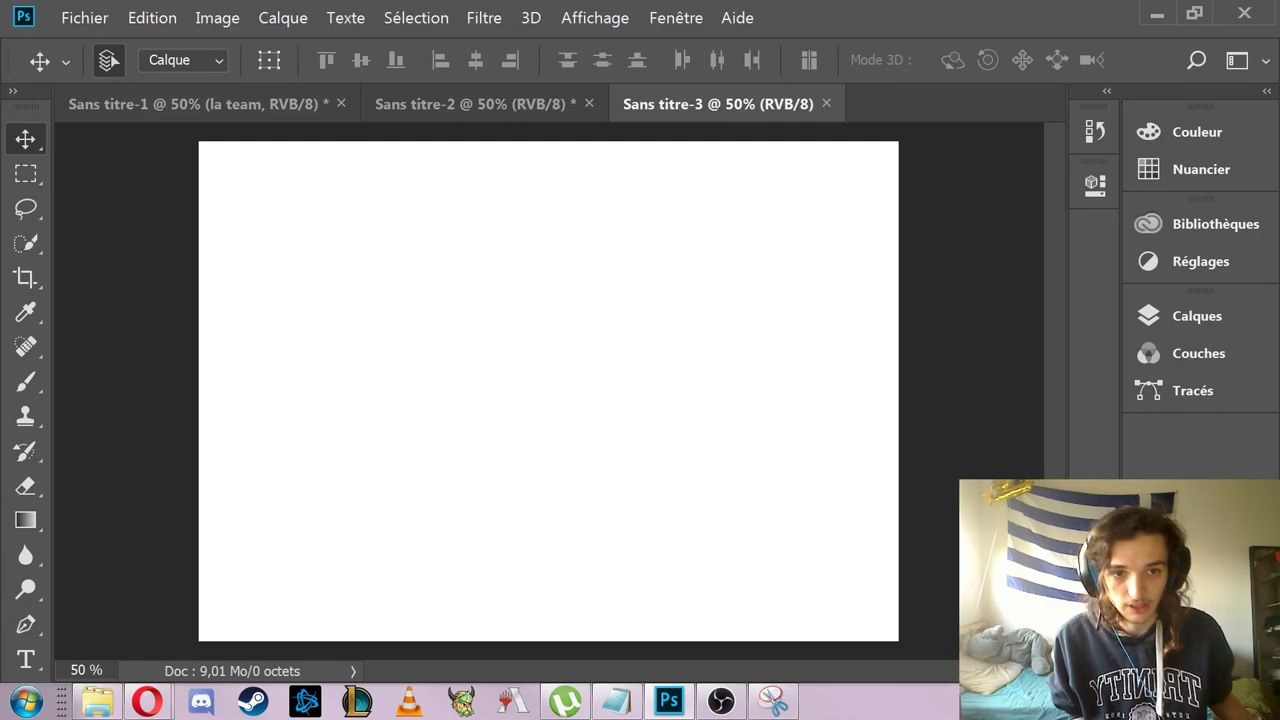 Ps Fichier Edition Image Calque Texte Sélection Filtre 3D Affichage Fenêtre Aide
Calque Mode 3D :
Sans titre-1 @ 50% (la team, RVB/8) * Sans titre-2 @ 50% (RVB/8) * Sans titre-3 @ 50% (RVB/8)
Couleur
Nuancier
Bibliothèques
Réglages
Calques
Couches
Tracés
T
50 % Doc : 9,01 Mo/0 octets
Ps
TRINITY